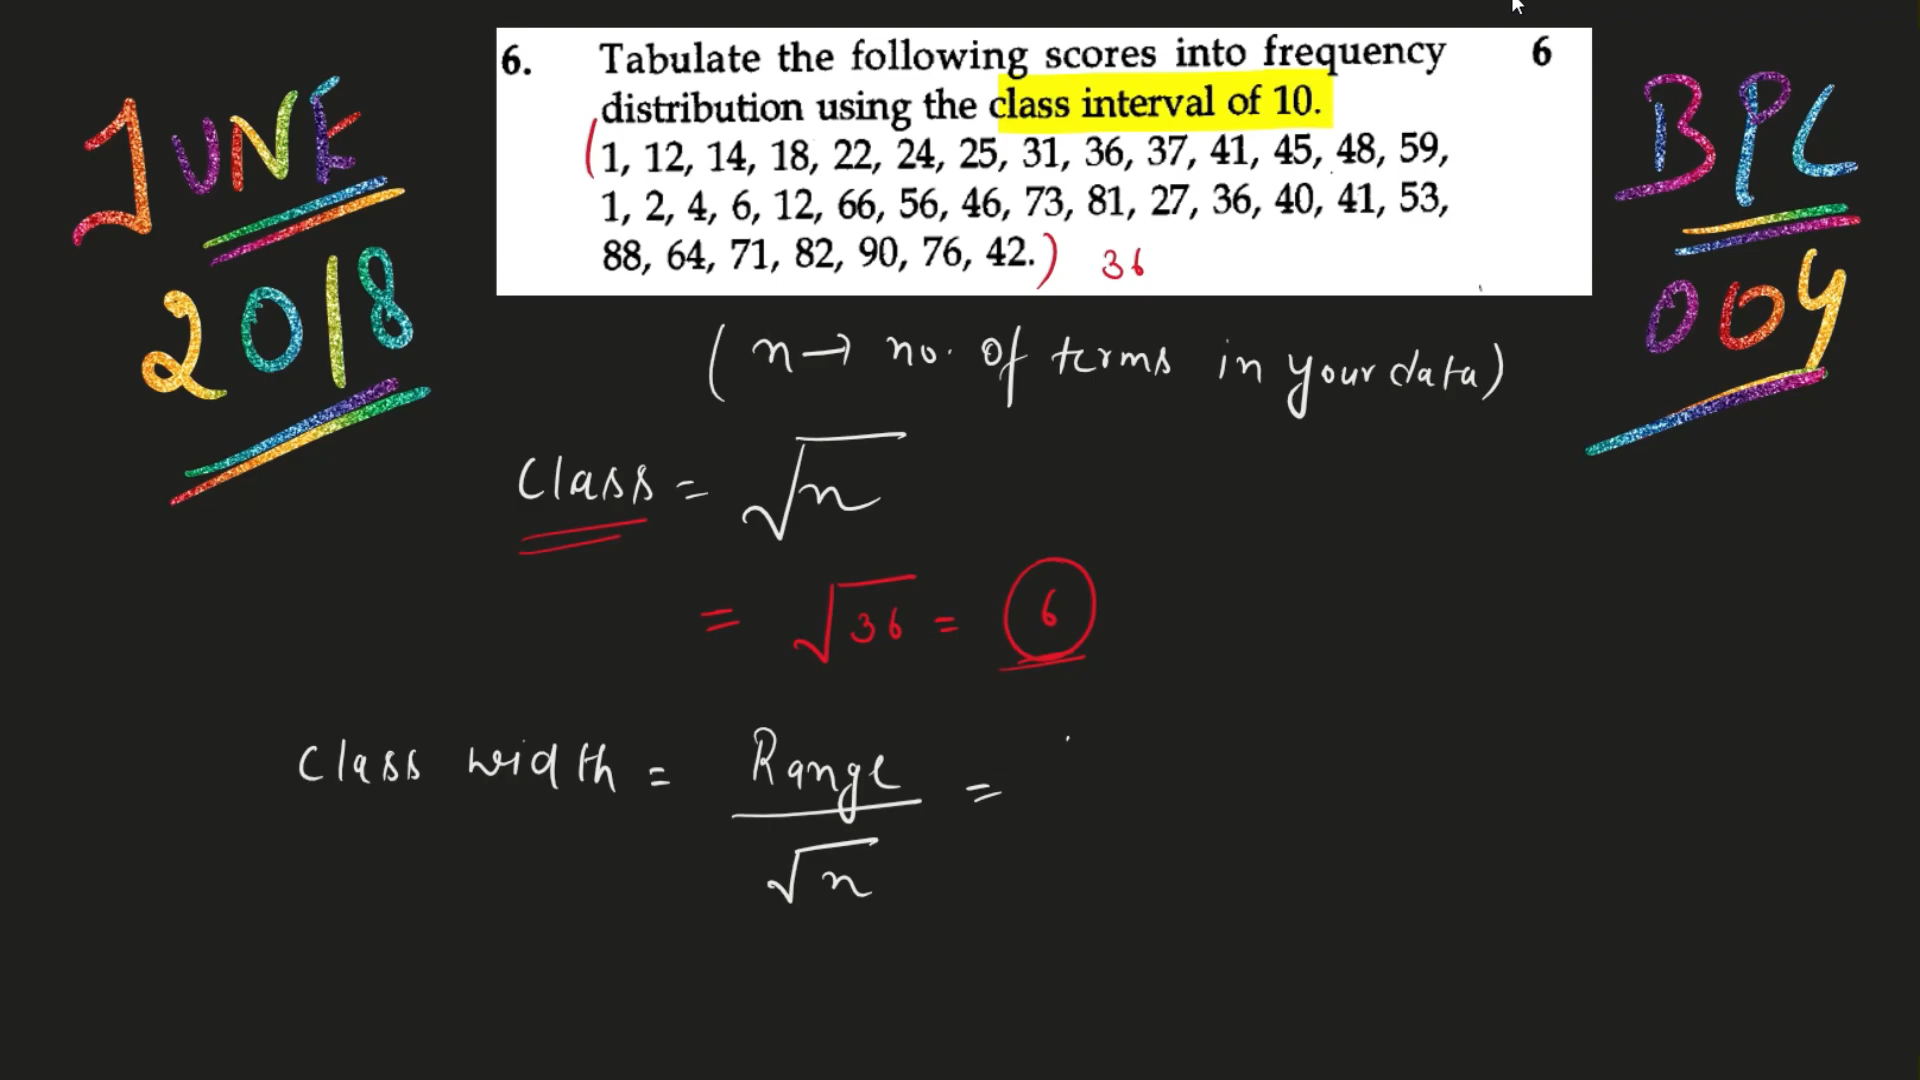 JUNE
2018
BPC
004
6. Tabulate the following scores into frequency 6
distribution using the class interval of 10.
(1, 12, 14, 18, 22, 24, 25, 31, 36, 37, 41, 45, 48, 59,
1, 2, 4, 6, 12, 66, 56, 46, 73, 81, 27, 36, 40, 41, 53,
88, 64, 71, 82, 90, 76, 42.) 36
(n→ no. of terms in your data)
Class = √n
= √36 = 6
Class width = Range / √n =